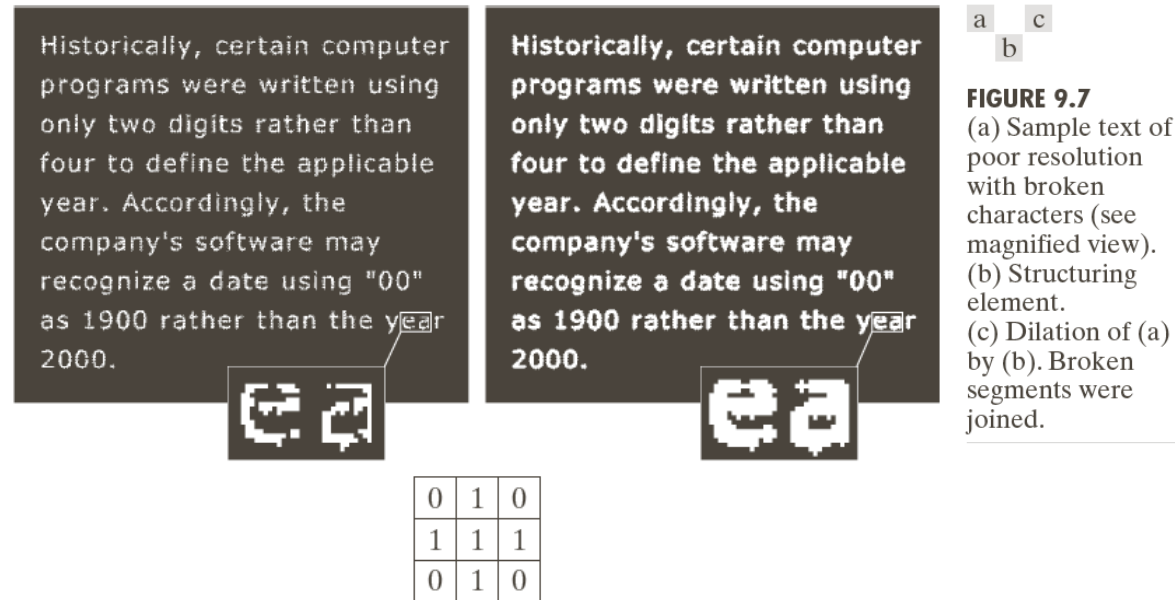 Historically, certain computer
programs were written using
only two digits rather than
four to define the applicable
year. Accordingly, the
company's software may
recognize a date using "00"
as 1900 rather than the year
2000.
e a
Historically, certain computer
programs were written using
only two digits rather than
four to define the applicable
year. Accordingly, the
company's software may
recognize a date using "00"
as 1900 rather than the year
2000.
e a
a c
b
FIGURE 9.7
(a) Sample text of
poor resolution
with broken
characters (see
magnified view).
(b) Structuring
element.
(c) Dilation of (a)
by (b). Broken
segments were
joined.
0 1 0
1 1 1
0 1 0